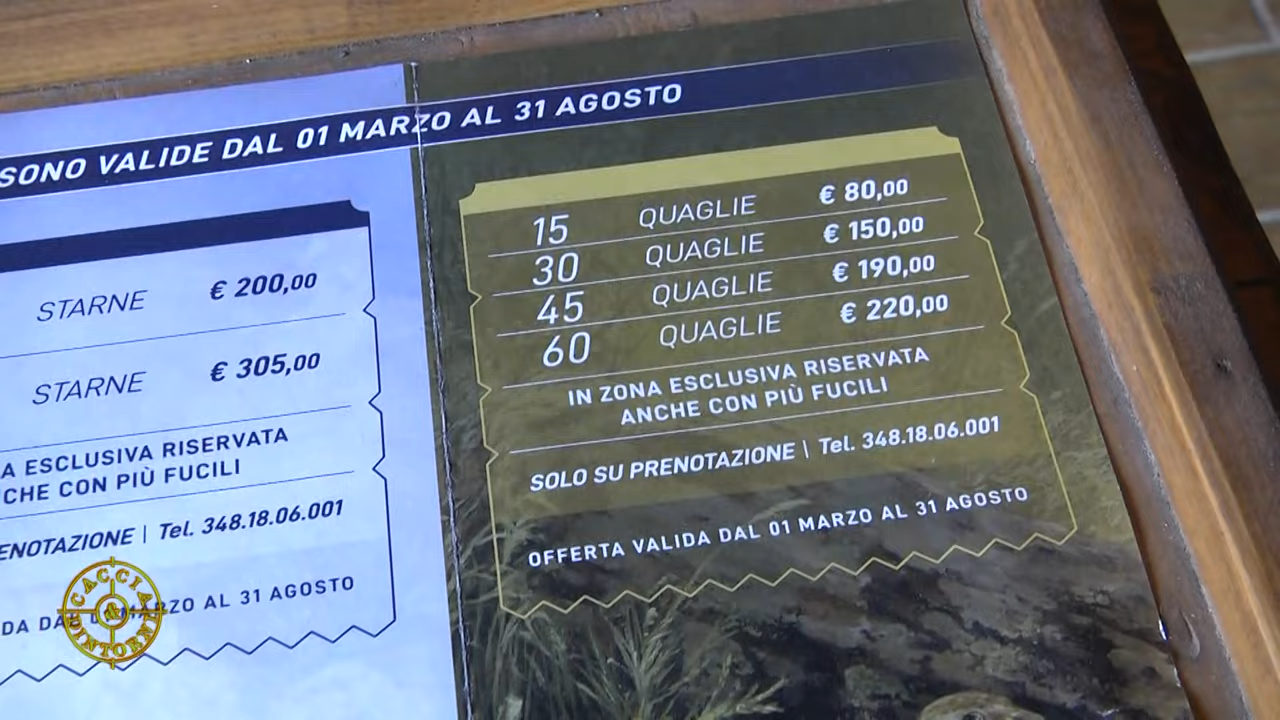 SONO VALIDE DAL 01 MARZO AL 31 AGOSTO
STARNE € 200,00
STARNE € 305,00
A ESCLUSIVA RISERVATA
CHE CON PIÙ FUCILI
ENOTAZIONE | Tel. 348.18.06.001
DA 01 MARZO AL 31 AGOSTO
CACCIA
&
DINTORNI
15 QUAGLIE € 80,00
30 QUAGLIE € 150,00
45 QUAGLIE € 190,00
60 QUAGLIE € 220,00
IN ZONA ESCLUSIVA RISERVATA
ANCHE CON PIÙ FUCILI
SOLO SU PRENOTAZIONE | Tel. 348.18.06.001
OFFERTA VALIDA DAL 01 MARZO AL 31 AGOSTO